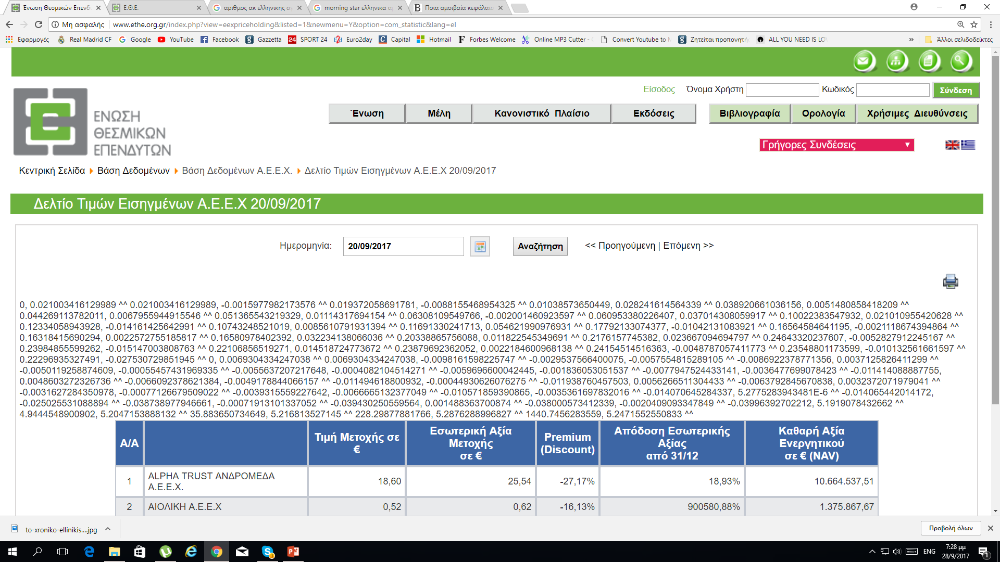 Ένωση Θεσμικών Επενδυ
Ε.Θ.Ε.
αριθμος ακ ελληνικης αγ
morning star ελληνικα αμ
Ποια αμοιβαία κεφάλαια
Μη ασφαλής
www.ethe.org.gr/index.php?view=eexpriceholding&listed=1&newmenu=Y&option=com_statistic&lang=el
Εφαρμογές Real Madrid CF Google YouTube Facebook Gazzetta SPORT 24 Euro2day Capital Hotmail Forbes Welcome Online MP3 Cutter - Convert Youtube to M Ζητείται προπονητή ALL YOU NEED IS LO » Άλλοι σελιδοδείκτες
Είσοδος Όνομα Χρήστη Κωδικός Σύνδεση
ΕΝΩΣΗ
ΘΕΣΜΙΚΩΝ
ΕΠΕΝΔΥΤΩΝ
Ένωση Μέλη Κανονιστικό Πλαίσιο Εκδόσεις Βιβλιογραφία Ορολογία Χρήσιμες Διευθύνσεις
Γρήγορες Συνδέσεις
Κεντρική Σελίδα Βάση Δεδομένων Βάση Δεδομένων Α.Ε.Ε.Χ. Δελτίο Τιμών Εισηγμένων Α.Ε.Ε.Χ 20/09/2017
Δελτίο Τιμών Εισηγμένων Α.Ε.Ε.Χ 20/09/2017
Ημερομηνία: 20/09/2017 Αναζήτηση << Προηγούμενη | Επόμενη >>
0, 0.021003416129989 ^^ 0.021003416129989, -0.0015977982173576 ^^ 0.019372058691781, -0.0088155468954325 ^^ 0.01038573650449, 0.028241614564339 ^^ 0.038920661036156, 0.0051480858418209 ^^
0.044269113782011, 0.0067955944915546 ^^ 0.051365543219329, 0.01114317694154 ^^ 0.06308109549766, -0.002001460923597 ^^ 0.060953380226407, 0.037014308059917 ^^ 0.10022383547932, 0.021010955420628 ^^
0.12334058943928, -0.014161425642991 ^^ 0.10743248521019, 0.0085610791931394 ^^ 0.11691330241713, 0.054621990976931 ^^ 0.17792133074377, -0.01042131083921 ^^ 0.16564584641195, -0.0021118674394864 ^^
0.16318415690294, 0.0022572755185817 ^^ 0.16580978402392, 0.032234138066036 ^^ 0.20338865756088, 0.011822545349691 ^^ 0.2176157745382, 0.023667094694797 ^^ 0.24643320237607, -0.0052827912245167 ^^
0.23984855599262, -0.015147003808763 ^^ 0.22106856519271, 0.014518724773672 ^^ 0.23879692362052, 0.0022184600968138 ^^ 0.24154514516363, -0.0048787057411773 ^^ 0.23548801173599, -0.010132561661597 ^^
0.22296935327491, -0.027530729851945 ^^ 0, 0.0069304334247038 ^^ 0.0069304334247038, -0.0098161598225747 ^^ -0.0029537566400075, -0.0057554815289105 ^^ -0.0086922378771356, 0.0037125826411299 ^^
-0.0050119258874609, -0.00055457431969335 ^^ -0.0055637207217648, -0.0004082104514271 ^^ -0.0059696600042445, -0.001836053051537 ^^ -0.0077947524433141, -0.0036477699078423 ^^ -0.011414088887755,
0.0048603272326736 ^^ -0.0066092378621384, -0.0049178844066157 ^^ -0.011494618800932, -0.00044930626076275 ^^ -0.011938760457503, 0.0056266511304433 ^^ -0.0063792845670838, 0.0032372071979041 ^^
-0.0031627284350978, -0.00077126679509022 ^^ -0.0039315559227642, -0.0066665132377049 ^^ -0.010571859390865, -0.0035361697832016 ^^ -0.014070645284337, 5.2775283943481E-6 ^^ -0.014065442014172,
-0.025025531088894 ^^ -0.038738977946661, -0.00071913101337052 ^^ -0.039430250559564, 0.001488363700874 ^^ -0.038000573412339, -0.0020409093347849 ^^ -0.03996392702212, 5.1919078432662 ^^
4.9444548900902, 5.2047153888132 ^^ 35.883650734649, 5.216813527145 ^^ 228.29877881766, 5.2876288996827 ^^ 1440.7456283559, 5.2471552550833 ^^
Α/Α Τιμή Μετοχής σε € Εσωτερική Αξία Μετοχής σε € Premium (Discount) Απόδοση Εσωτερικής Αξίας από 31/12 Καθαρή Αξία Ενεργητικού σε € (NAV)
1 ALPHA TRUST ΑΝΔΡΟΜΕΔΑ Α.Ε.Ε.Χ. 18,60 25,54 -27,17% 18,93% 10.664.537,51
2 ΑΙΟΛΙΚΗ Α.Ε.Ε.Χ 0,52 0,62 -16,13% 900580,88% 1.375.867,67
to-xroniko-ellinikis....jpg Προβολή όλων
ENG 7:28 μμ
28/9/2017